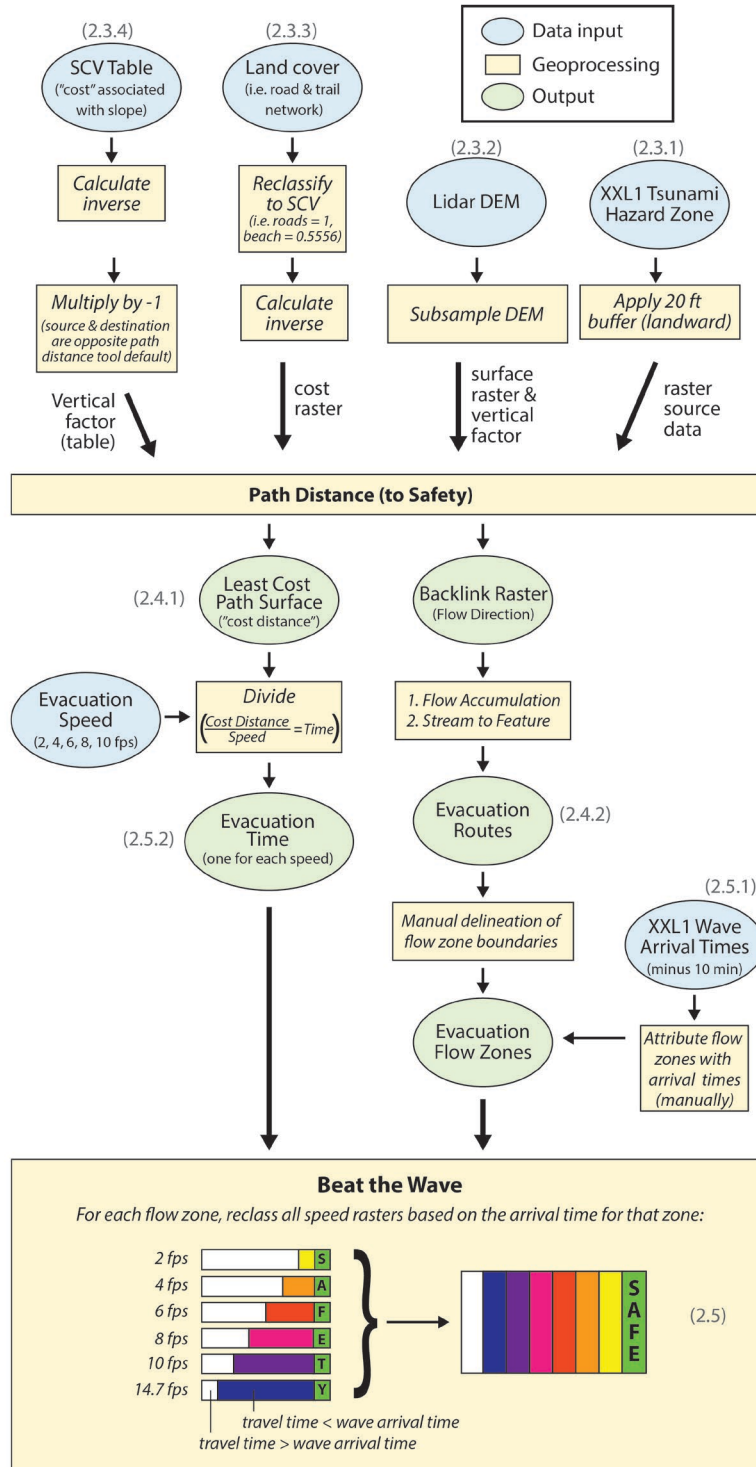 (2.3.4)
SCV Table
("cost" associated
with slope)
Calculate
inverse
Multiply by -1
(source & destination
are opposite path
distance tool default)
Vertical
factor
(table)
(2.3.3)
Land cover
(i.e. road & trail
network)
Reclassify
to SCV
(i.e. roads = 1,
beach = 0.5556)
Calculate
inverse
cost
raster
Data input
Geoprocessing
Output
(2.3.2)
Lidar DEM
Subsample DEM
surface
raster &
vertical
factor
(2.3.1)
XXL1 Tsunami
Hazard Zone
Apply 20 ft
buffer (landward)
raster
source
data
Path Distance (to Safety)
(2.4.1)
Least Cost
Path Surface
("cost distance")
Evacuation
Speed
(2, 4, 6, 8, 10 fps)
Divide
(Cost Distance
Speed = Time)
(2.5.2)
Evacuation
Time
(one for each speed)
Backlink Raster
(Flow Direction)
1. Flow Accumulation
2. Stream to Feature
Evacuation
Routes
(2.4.2)
Manual delineation of
flow zone boundaries
Evacuation
Flow Zones
(2.5.1)
XXL1 Wave
Arrival Times
(minus 10 min)
Attribute flow
zones with
arrival times
(manually)
Beat the Wave
For each flow zone, reclass all speed rasters based on the arrival time for that zone:
2 fps S
4 fps A
6 fps F
8 fps E
10 fps T
14.7 fps Y
travel time < wave arrival time
travel time > wave arrival time
SAFE
(2.5)